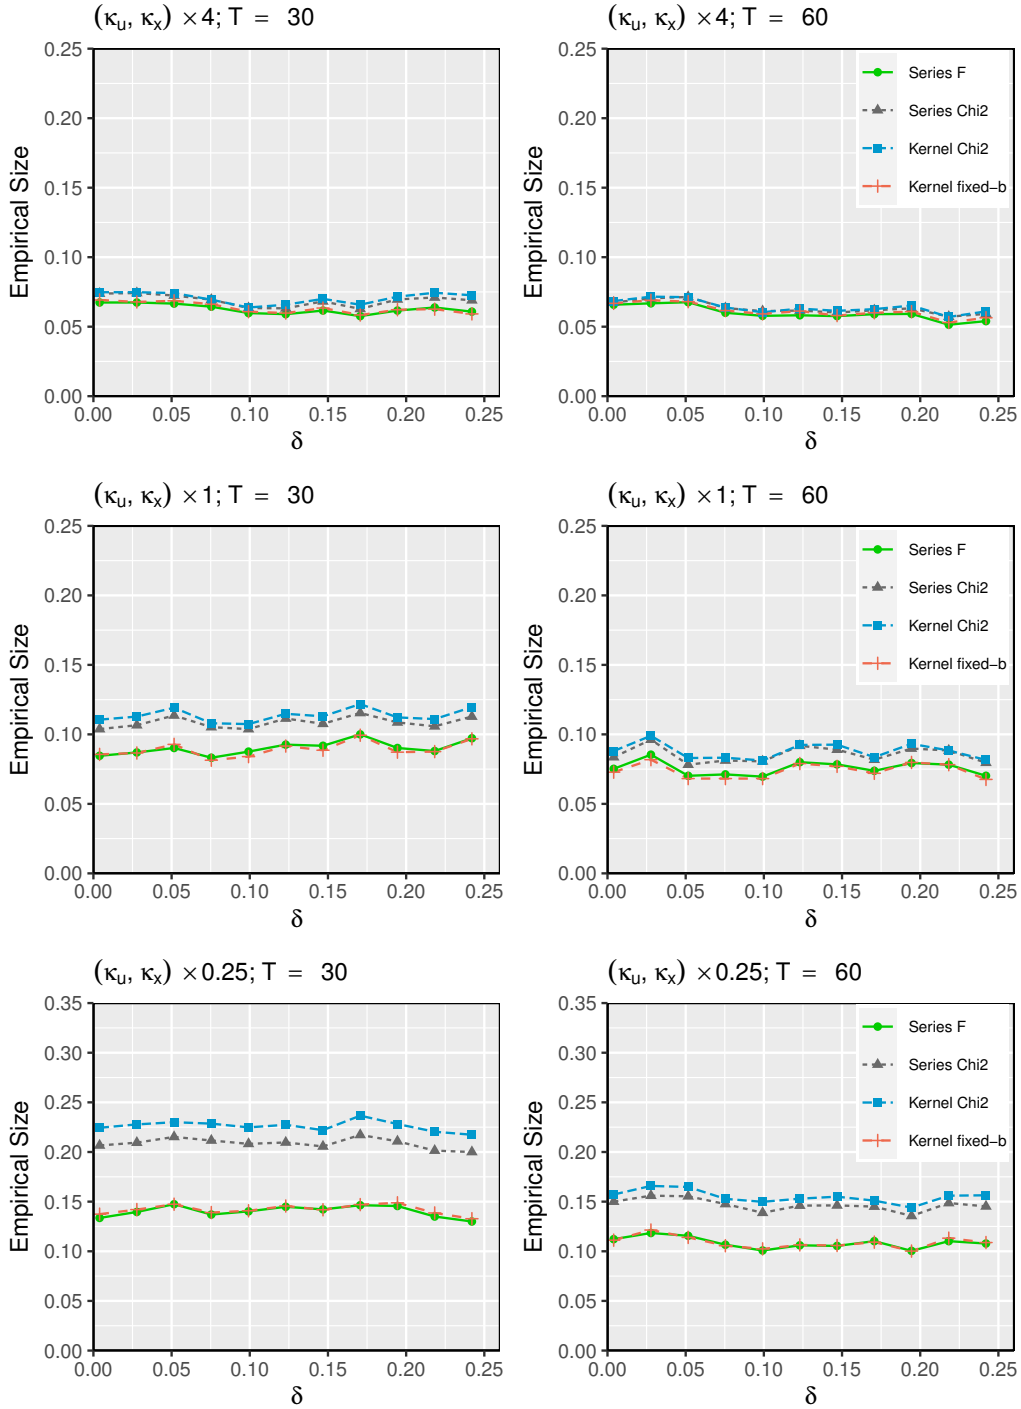 (κu, κx) ×4; T = 30
(κu, κx) ×4; T = 60
Empirical Size
0.25
0.20
0.15
0.10
0.05
0.00
0.00 0.05 0.10 0.15 0.20 0.25
δ
Empirical Size
0.25
0.20
0.15
0.10
0.05
0.00
0.00 0.05 0.10 0.15 0.20 0.25
δ
Series F
Series Chi2
Kernel Chi2
Kernel fixed−b
(κu, κx) ×1; T = 30
(κu, κx) ×1; T = 60
Empirical Size
0.25
0.20
0.15
0.10
0.05
0.00
0.00 0.05 0.10 0.15 0.20 0.25
δ
Empirical Size
0.25
0.20
0.15
0.10
0.05
0.00
0.00 0.05 0.10 0.15 0.20 0.25
δ
Series F
Series Chi2
Kernel Chi2
Kernel fixed−b
(κu, κx) ×0.25; T = 30
(κu, κx) ×0.25; T = 60
Empirical Size
0.35
0.30
0.25
0.20
0.15
0.10
0.05
0.00
0.00 0.05 0.10 0.15 0.20 0.25
δ
Empirical Size
0.35
0.30
0.25
0.20
0.15
0.10
0.05
0.00
0.00 0.05 0.10 0.15 0.20 0.25
δ
Series F
Series Chi2
Kernel Chi2
Kernel fixed−b